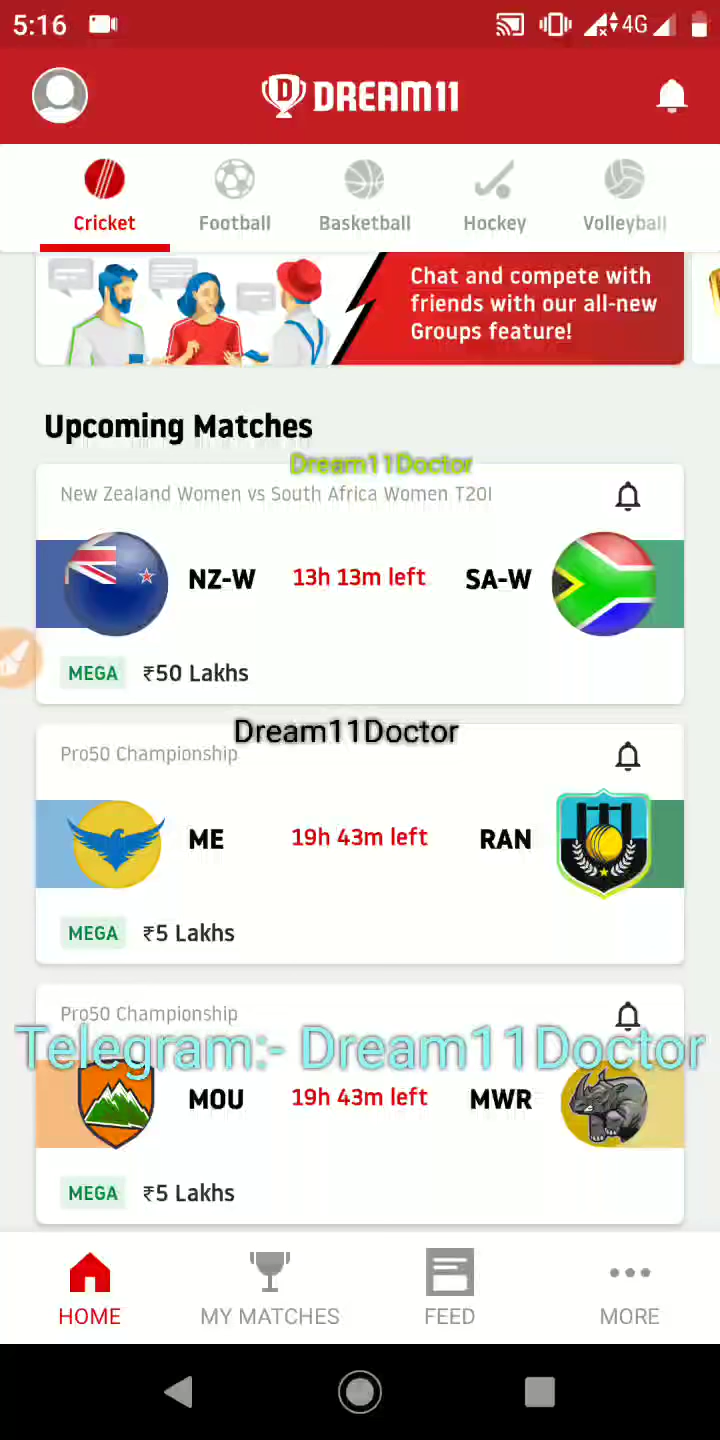 5:16
4G
DREAM11
Cricket
Football
Basketball
Hockey
Volleyball
Chat and compete with
friends with our all-new
Groups feature!
Upcoming Matches
Dream11Doctor
New Zealand Women vs South Africa Women T20I
NZ-W
13h 13m left
SA-W
MEGA
₹50 Lakhs
Dream11Doctor
Pro50 Championship
ME
19h 43m left
RAN
MEGA
₹5 Lakhs
Pro50 Championship
Telegram:- Dream11Doctor
MOU
19h 43m left
MWR
MEGA
₹5 Lakhs
HOME
MY MATCHES
FEED
MORE